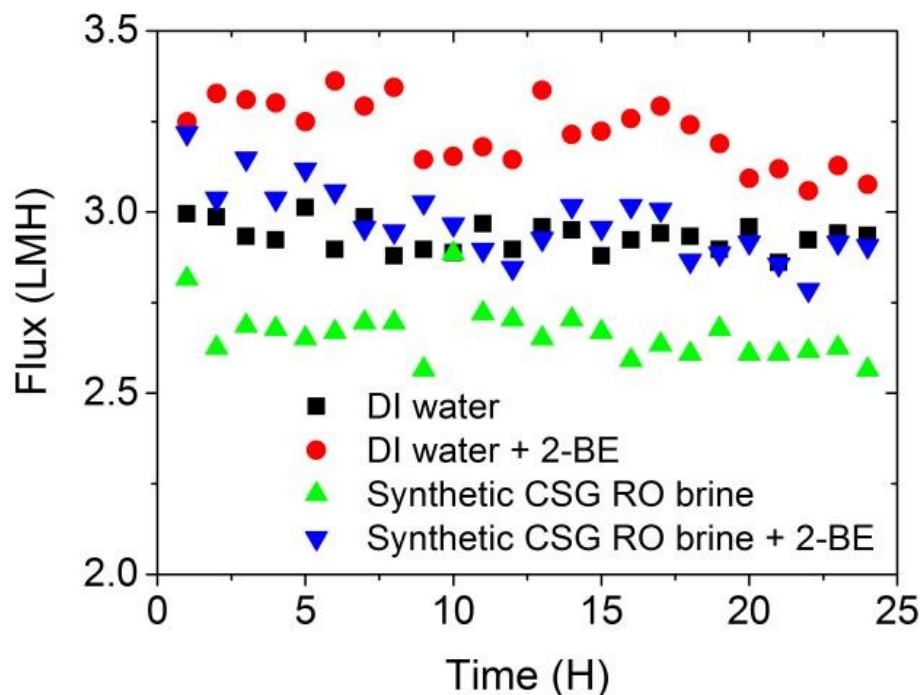 3.5
3.0
2.5
2.0
Flux (LMH)
DI water
DI water + 2-BE
Synthetic CSG RO brine
Synthetic CSG RO brine + 2-BE
0 5 10 15 20 25
Time (H)